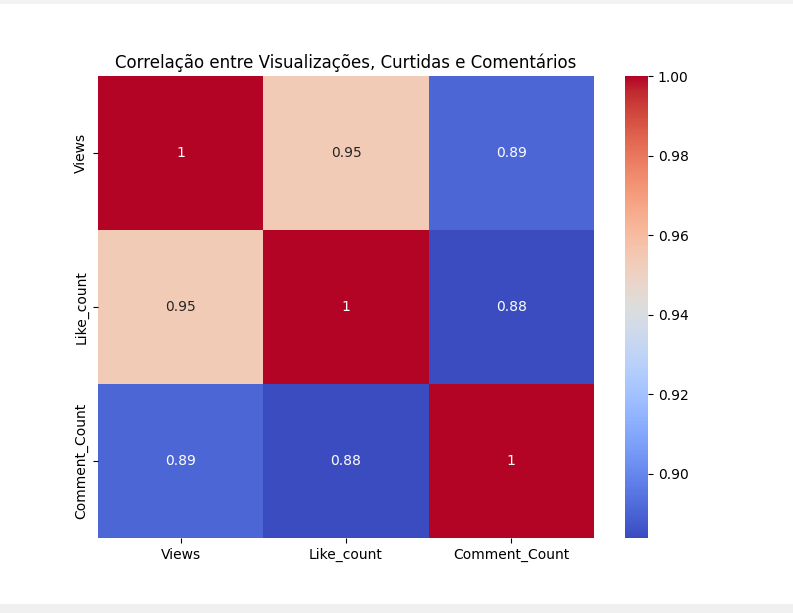 Correlação entre Visualizações, Curtidas e Comentários
Views
1
0.95
0.89
Like_count
0.95
1
0.88
Comment_Count
0.89
0.88
1
Views
Like_count
Comment_Count
1.00
0.98
0.96
0.94
0.92
0.90